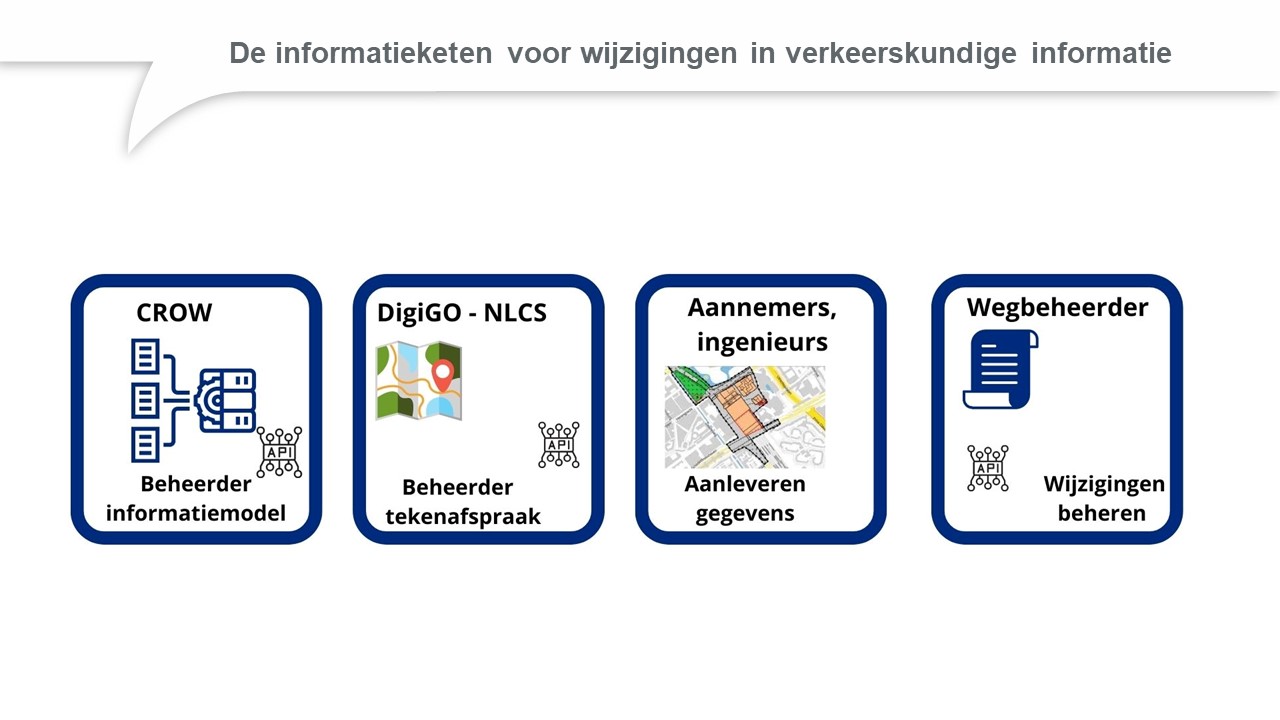 De informatieketen voor wijzigingen in verkeerskundige informatie
CROW
API
Beheerder
informatiemodel
DigiGO - NLCS
API
Beheerder
tekenafspraak
Aannemers,
ingenieurs
Aanleveren
gegevens
Wegbeheerder
API
Wijzigingen
beheren